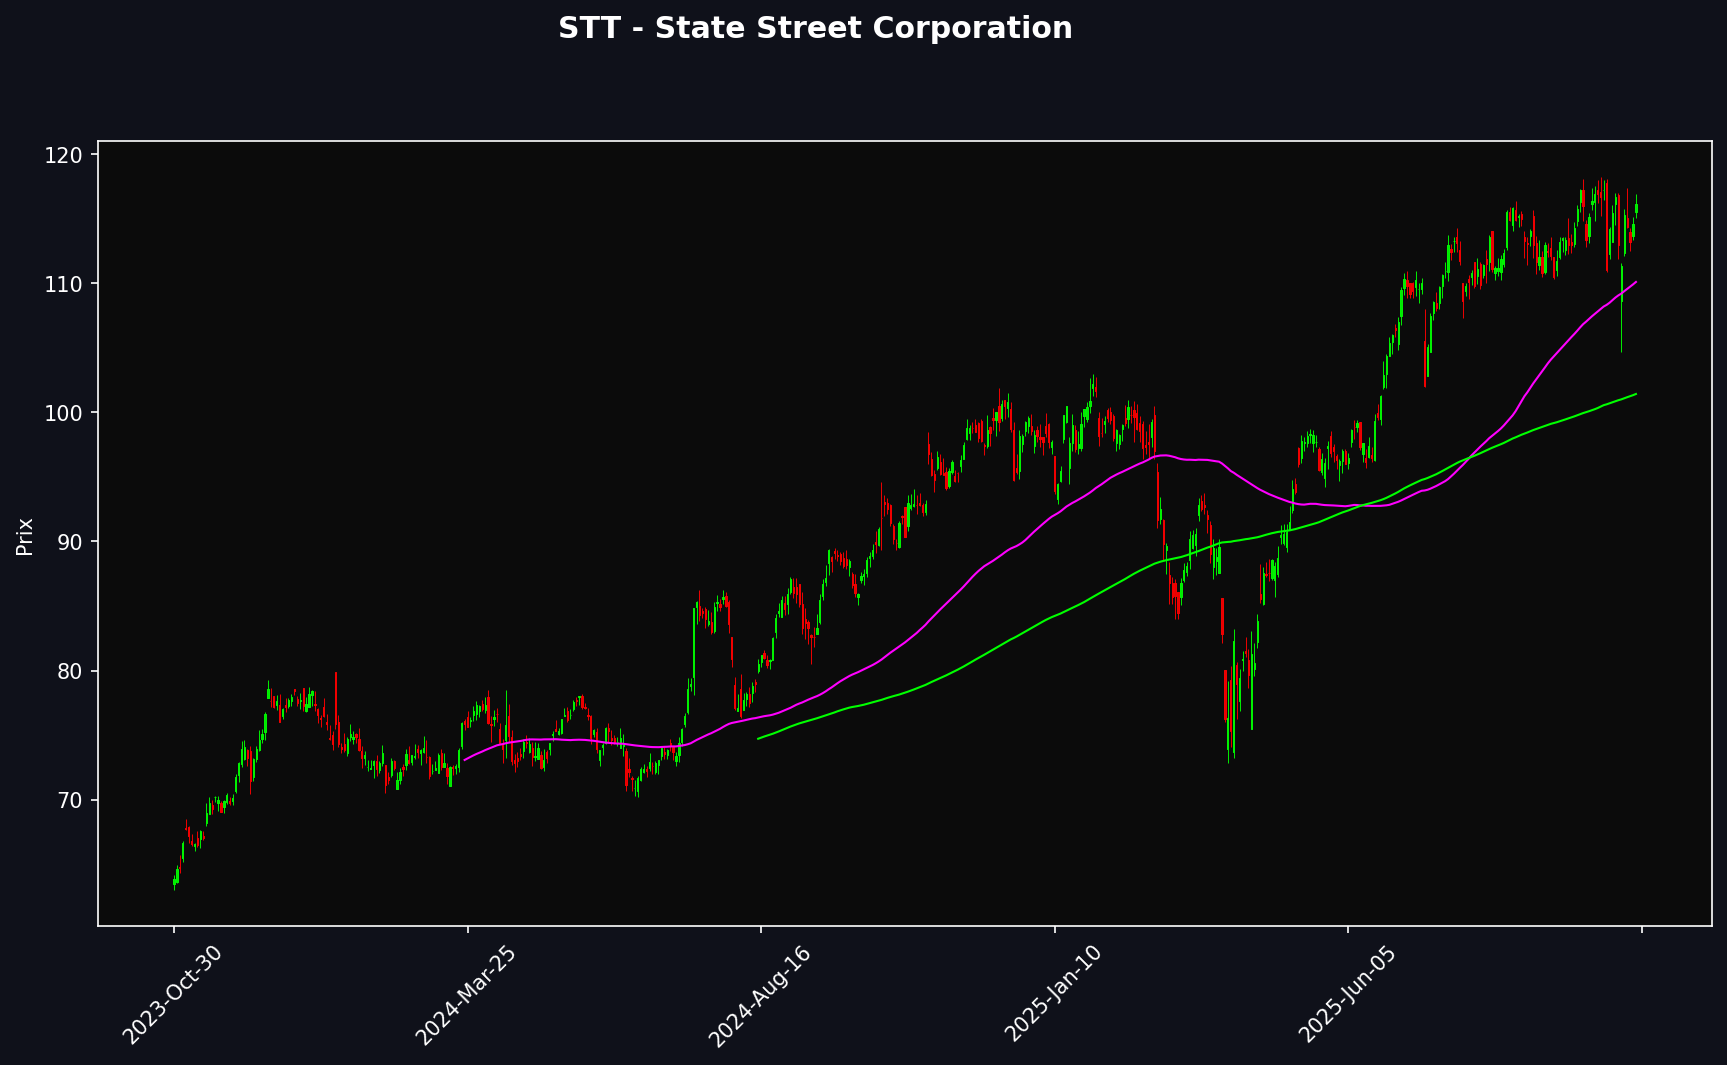 STT - State Street Corporation
120
110
100
90
80
70
Prix
2023-Oct-30
2024-Mar-25
2024-Aug-16
2025-Jan-10
2025-Jun-05